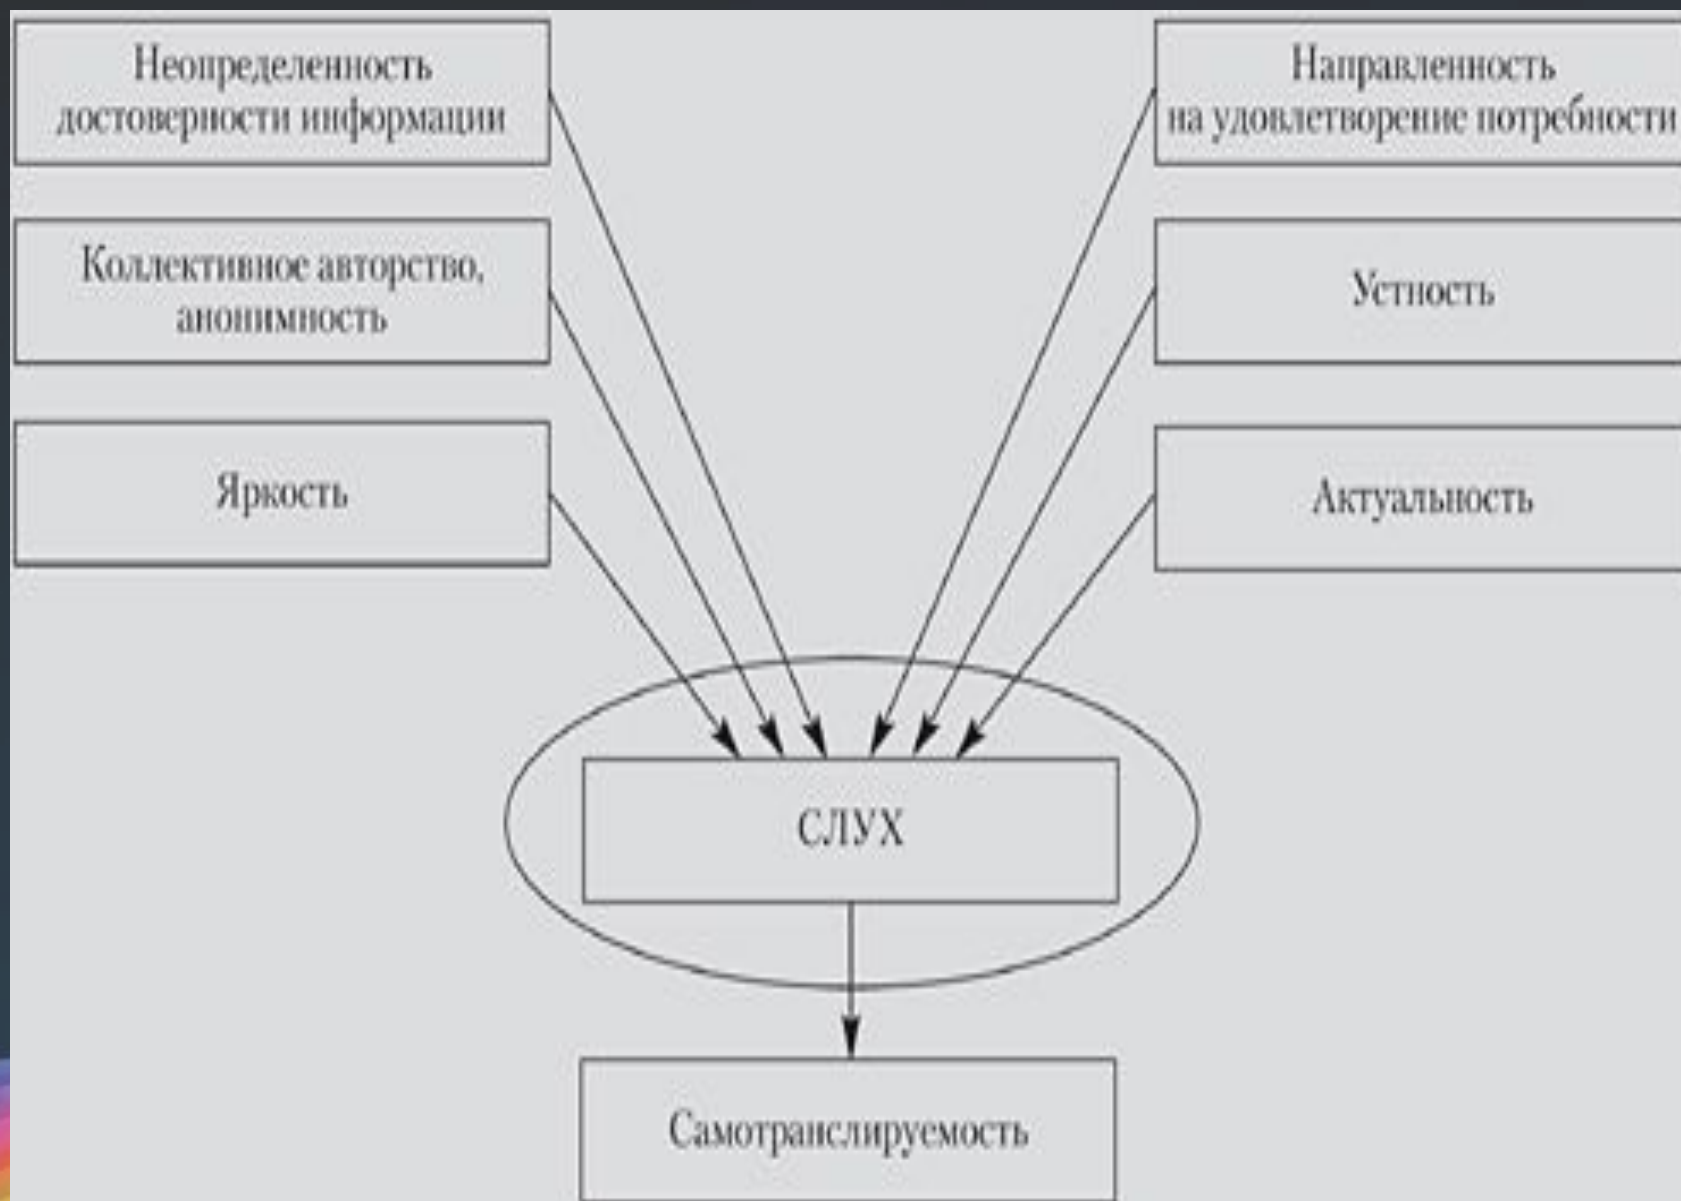 Неопределенность
достоверности информации
Коллективное авторство,
анонимность
Яркость
Направленность
на удовлетворение потребности
Устность
Актуальность
СЛУХ
Самотранслируемость